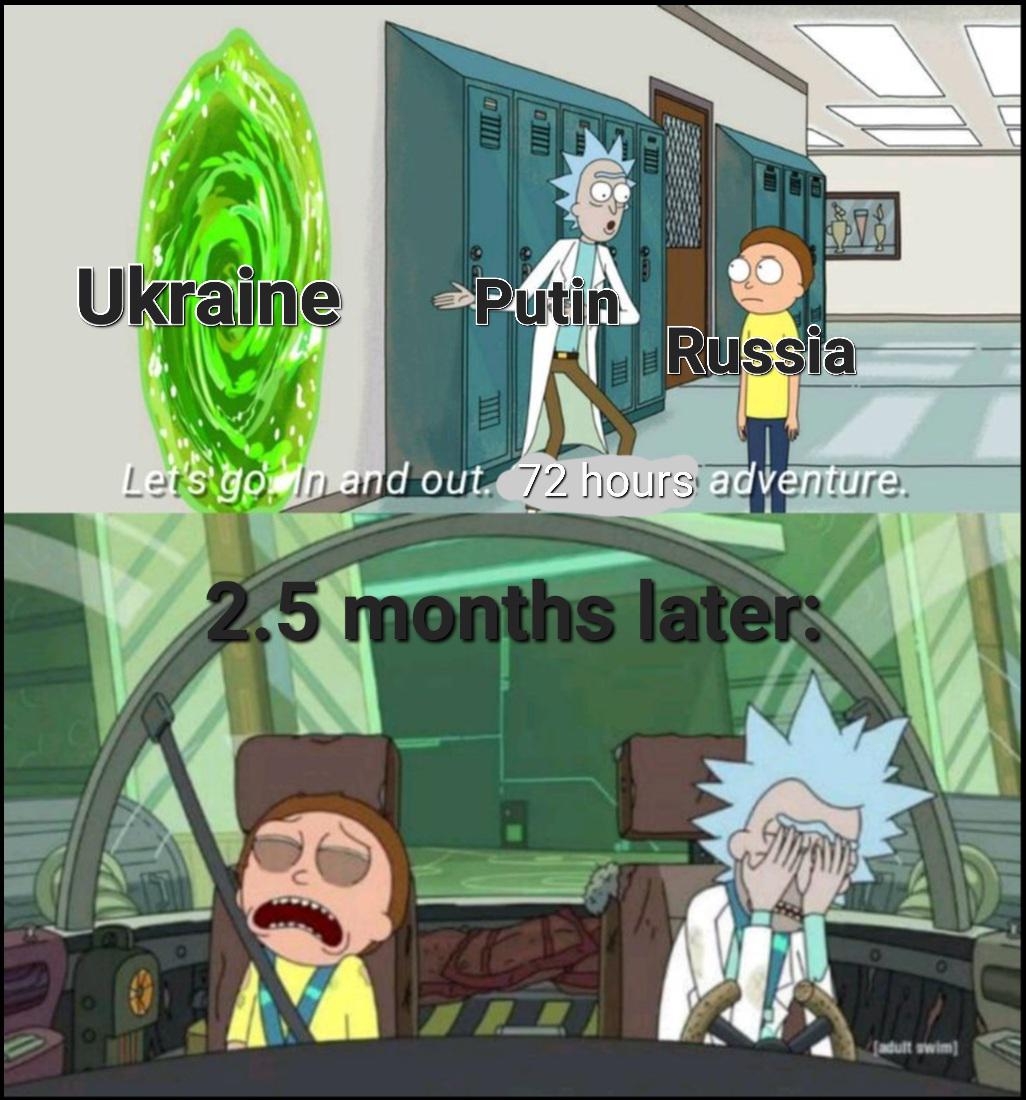 Ukraine
Putin
Russia
Let's go. In and out. 72 hours adventure.
2.5 months later:
[adult swim]